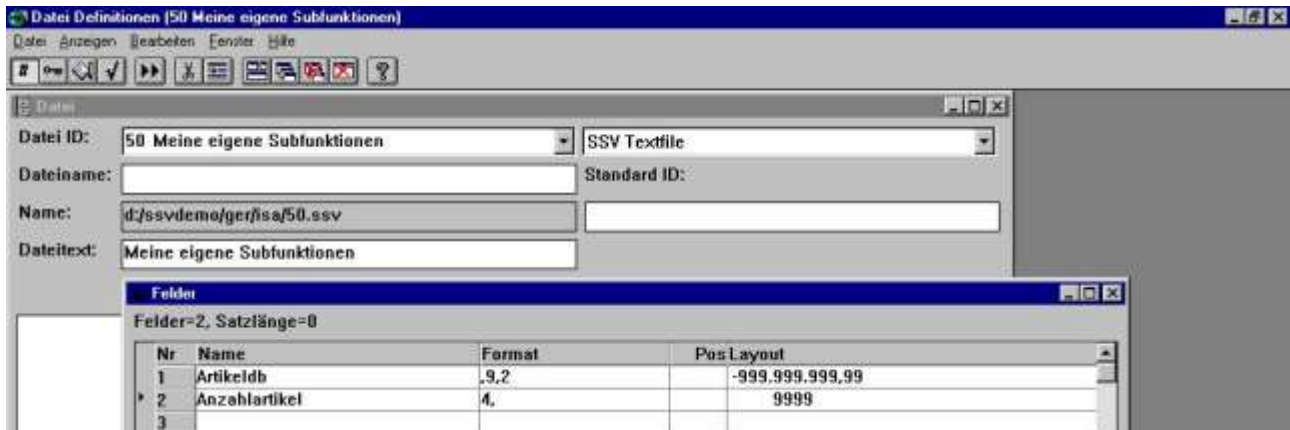 Datei Definitionen (50 Meine eigene Subfunktionen)
Datei Anzeigen Bearbeiten Fenster Hilfe
#
?
Datei
Datei ID: 50 Meine eigene Subfunktionen SSV Textfile
Dateiname: Standard ID:
Name: d:/ssvdemo/ger/isa/50.ssv
Dateitext: Meine eigene Subfunktionen
Felder
Felder=2, Satzlänge=0
Nr Name Format Pos Layout
1 Artikeldb ,9,2 -999.999.999,99
2 Anzahlartikel 4, 9999
3